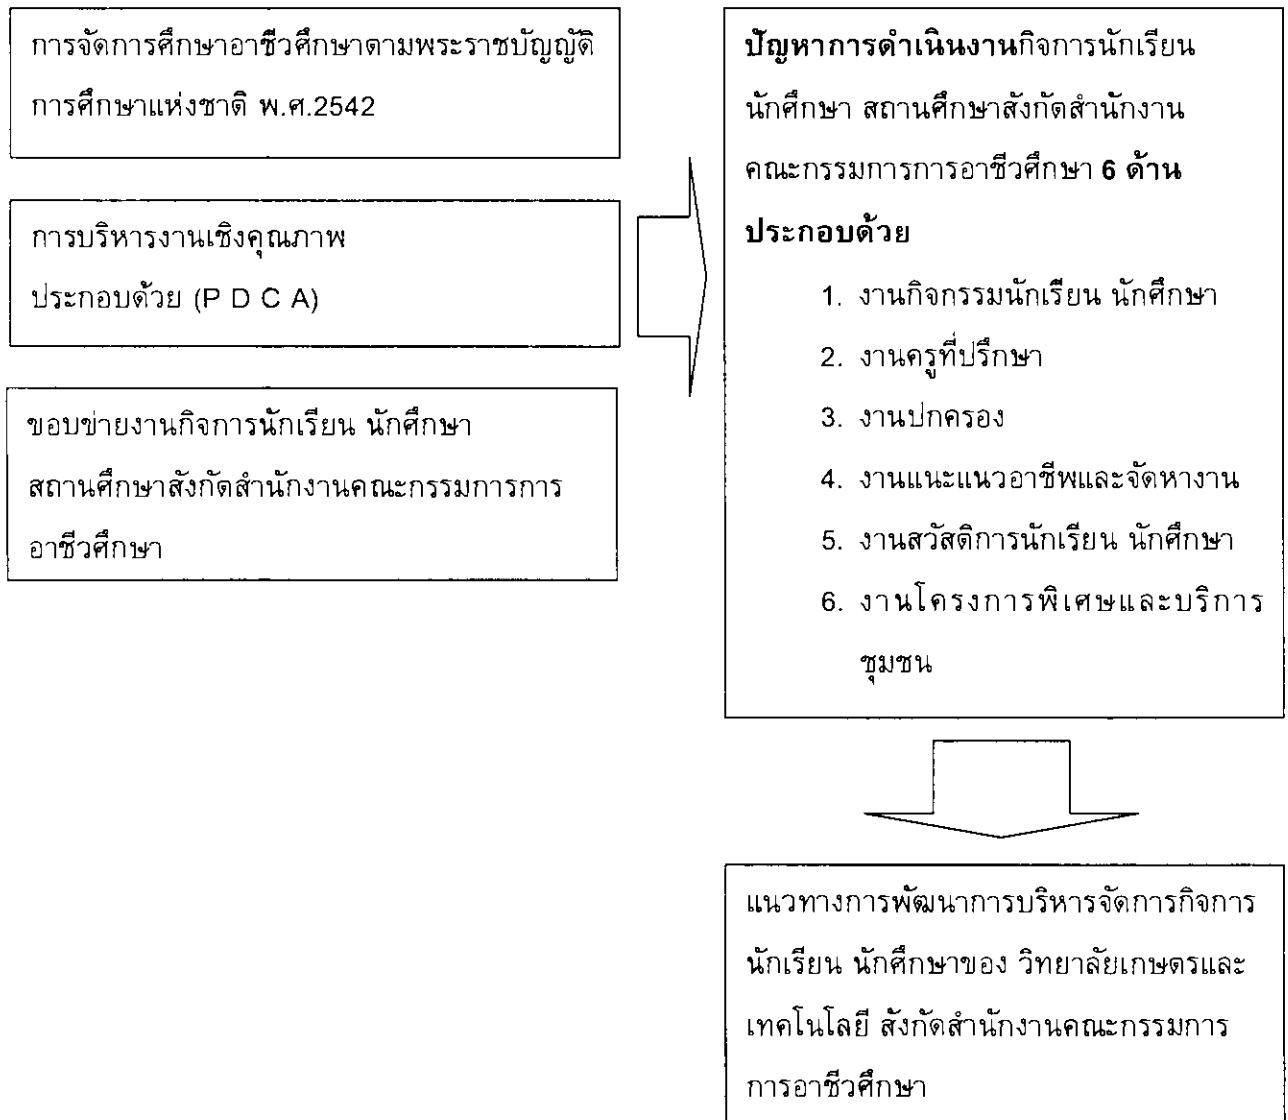 การจัดการศึกษาอาชีวศึกษาตามพระราชบัญญัติ
การศึกษาแห่งชาติ พ.ศ.2542
การบริหารงานเชิงคุณภาพ
ประกอบด้วย (P D C A)
ขอบข่ายงานกิจการนักเรียน นักศึกษา
สถานศึกษาสังกัดสำนักงานคณะกรรมการการ
อาชีวศึกษา
ปัญหาการดำเนินงานกิจการนักเรียน
นักศึกษา สถานศึกษาสังกัดสำนักงาน
คณะกรรมการการอาชีวศึกษา 6 ด้าน
ประกอบด้วย
1. งานกิจกรรมนักเรียน นักศึกษา
2. งานครูที่ปรึกษา
3. งานปกครอง
4. งานแนะแนวอาชีพและจัดหางาน
5. งานสวัสดิการนักเรียน นักศึกษา
6. งานโครงการพิเศษและบริการ
ชุมชน
แนวทางการพัฒนาการบริหารจัดการกิจการ
นักเรียน นักศึกษาของ วิทยาลัยเกษตรและ
เทคโนโลยี สังกัดสำนักงานคณะกรรมการ
การอาชีวศึกษา